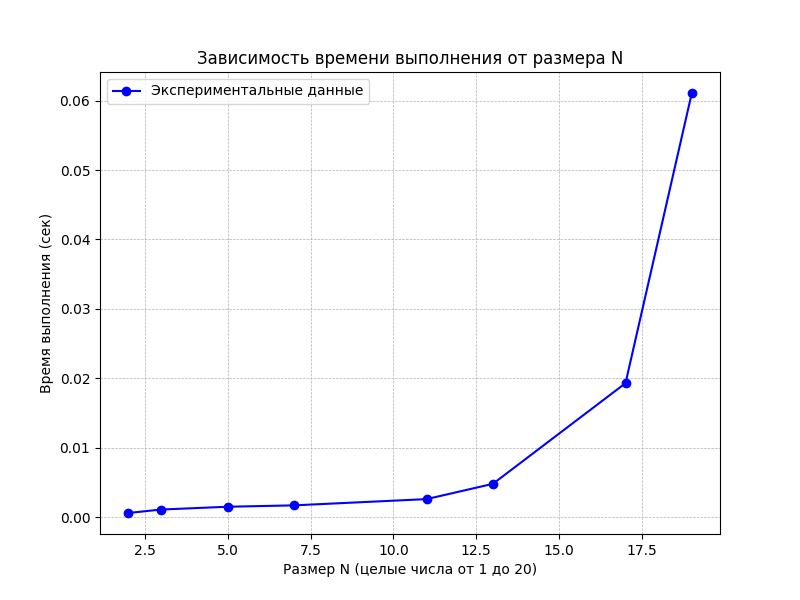 Зависимость времени выполнения от размера N
Экспериментальные данные
0.06
0.05
0.04
0.03
0.02
0.01
0.00
Время выполнения (сек)
2.5 5.0 7.5 10.0 12.5 15.0 17.5
Размер N (целые числа от 1 до 20)